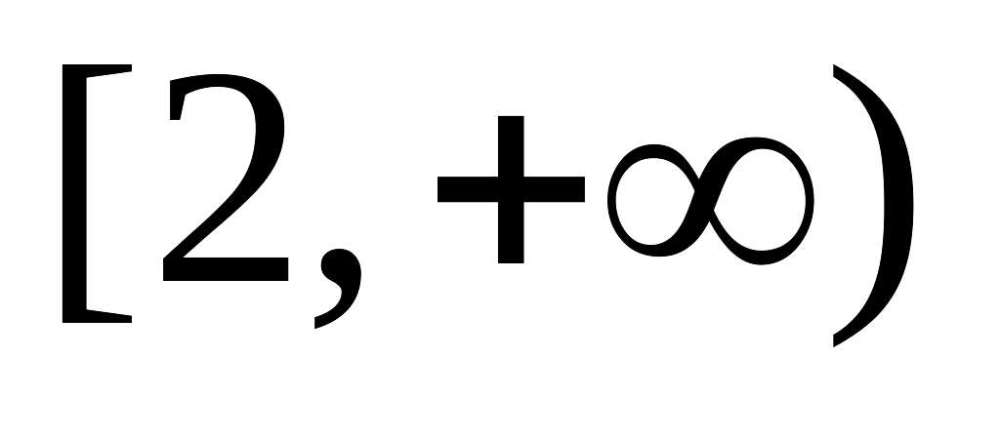 [2, +∞)